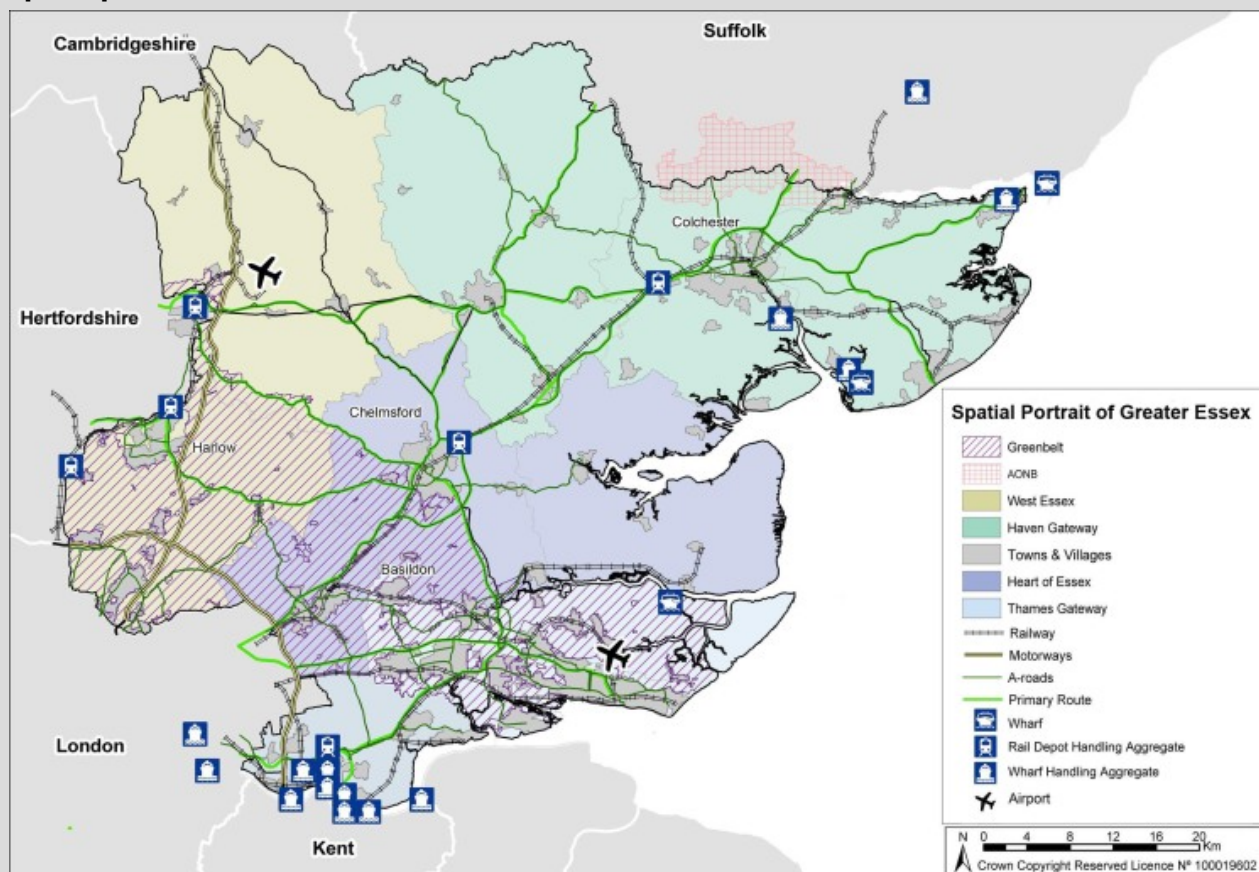 Cambridgeshire
Suffolk
Colchester
Hertfordshire
Chelmsford
Harlow
Basildon
London
Kent
Spatial Portrait of Greater Essex
Greenbelt
AONB
West Essex
Haven Gateway
Towns & Villages
Heart of Essex
Thames Gateway
Railway
Motorways
A-roads
Primary Route
Wharf
Rail Depot Handling Aggregate
Wharf Handling Aggregate
Airport
N 0 4 8 12 16 20
Km
Crown Copyright Reserved Licence Nº 100019602